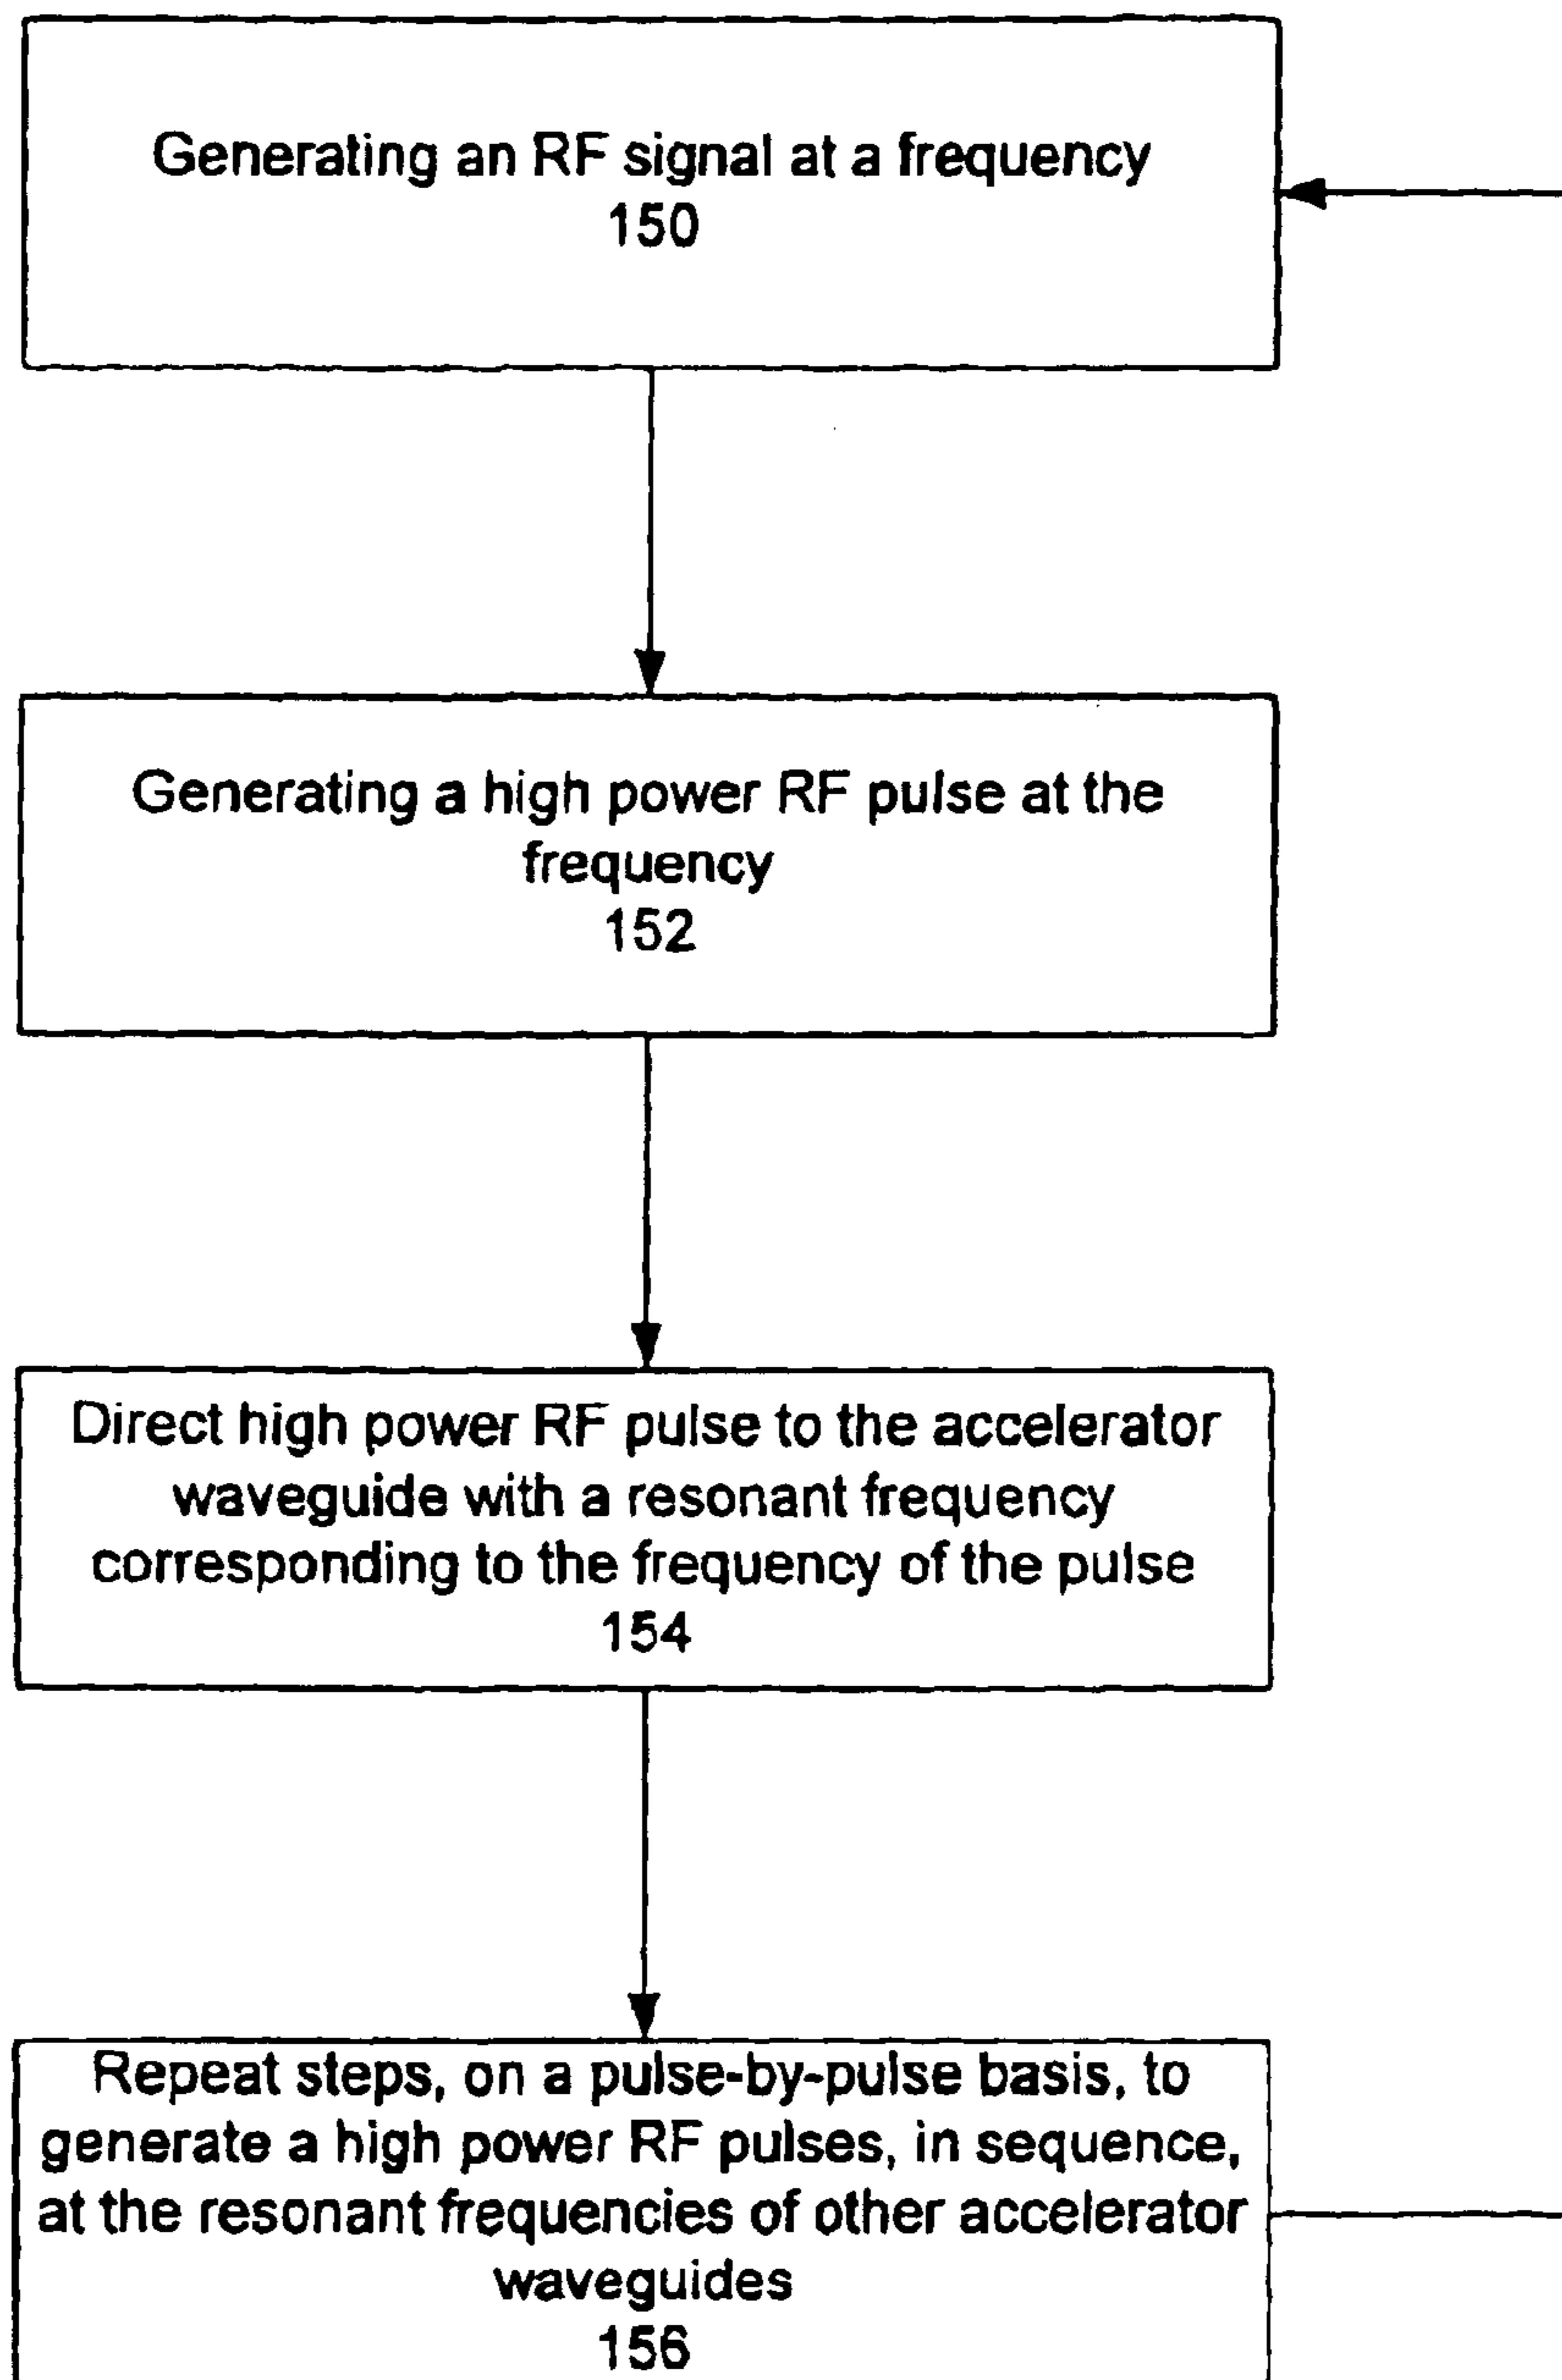 Generating an RF signal at a frequency
150
Generating a high power RF pulse at the
frequency
152
Direct high power RF pulse to the accelerator
waveguide with a resonant frequency
corresponding to the frequency of the pulse
154
Repeat steps, on a pulse-by-pulse basis, to
generate a high power RF pulses, in sequence,
at the resonant frequencies of other accelerator
waveguides
156